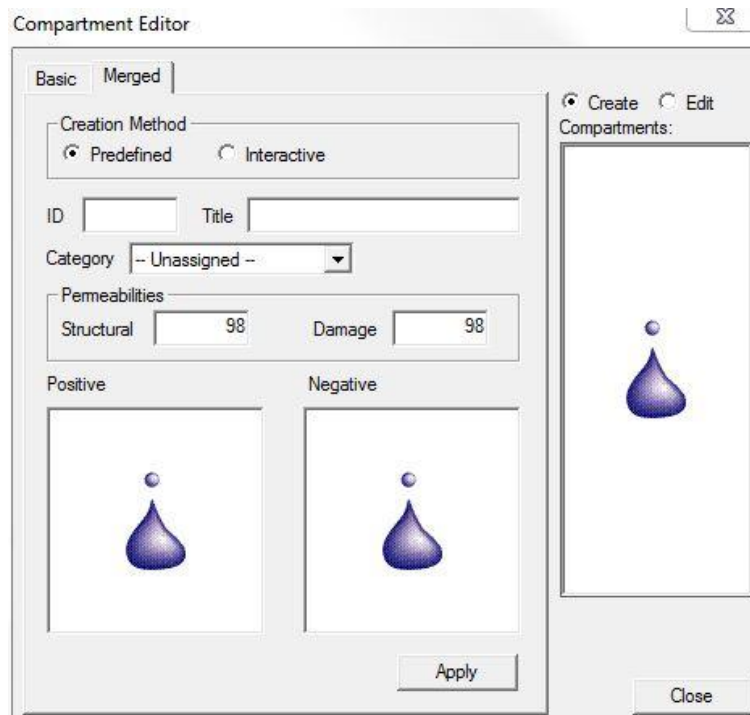 Compartment Editor
Basic Merged
Create Edit
Compartments:
Creation Method
Predefined Interactive
ID Title
Category -- Unassigned --
Permeabilities
Structural 98 Damage 98
Positive Negative
Apply
Close